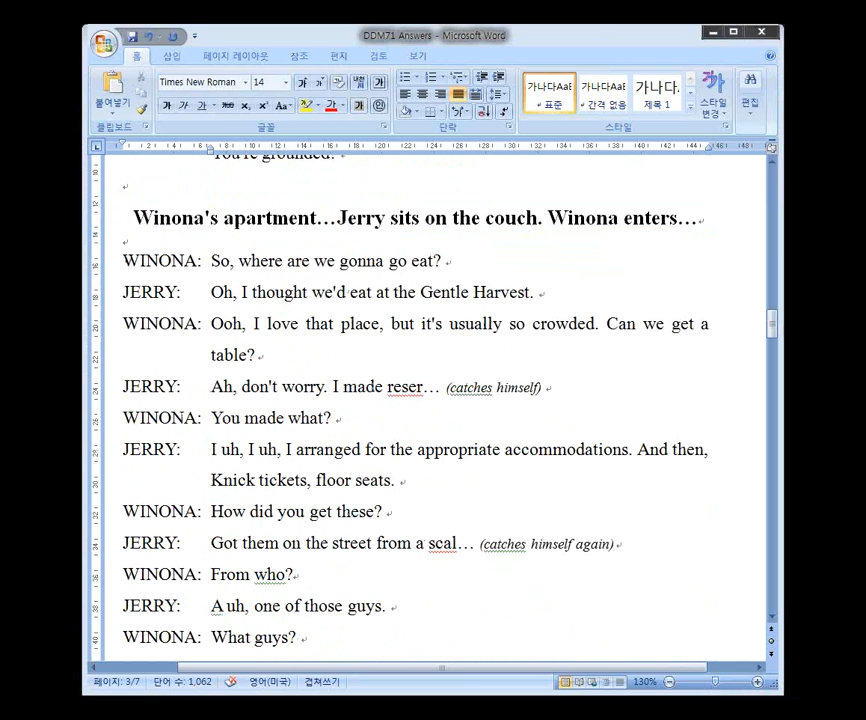 DDM71 Answers - Microsoft Word
홈 삽입 페이지 레이아웃 참조 편지 검토 보기
Times New Roman 14
붙여넣기
가나다AaB 가나다AaB 가나다.
표준 간격 없음 제목 1
스타일 변경
편집
클립보드 글꼴 단락 스타일
You're grounded!
Winona's apartment…Jerry sits on the couch. Winona enters…
WINONA: So, where are we gonna go eat?
JERRY: Oh, I thought we'd eat at the Gentle Harvest.
WINONA: Ooh, I love that place, but it's usually so crowded. Can we get a
table?
JERRY: Ah, don't worry. I made reser… (catches himself)
WINONA: You made what?
JERRY: I uh, I uh, I arranged for the appropriate accommodations. And then,
Knick tickets, floor seats.
WINONA: How did you get these?
JERRY: Got them on the street from a scal… (catches himself again)
WINONA: From who?
JERRY: A uh, one of those guys.
WINONA: What guys?
페이지: 3/7 단어 수: 1,062 영어(미국) 겹쳐쓰기 130%